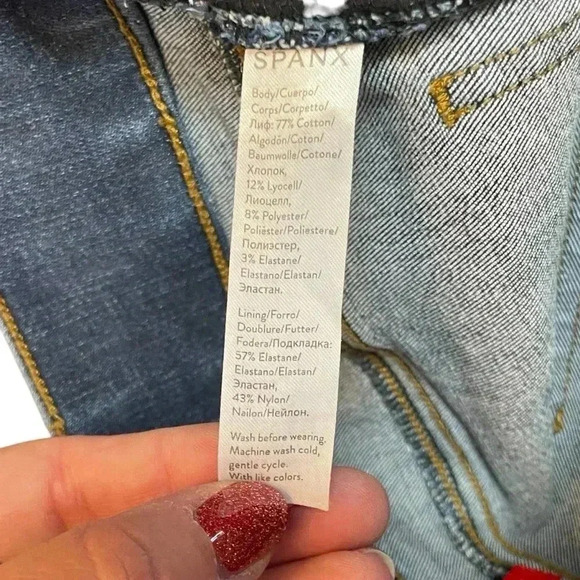 SPANX
Body/Cuerpo/
Corps/Corpetto/
Лиф: 77% Cotton/
Algodón/Coton/
Baumwolle/Cotone/
Хлопок,
12% Lyocell/
Лиоцелл,
8% Polyester/
Poliéster/Poliestere/
Полиэстер,
3% Elastane/
Elastano/Elastan/
Эластан.
Lining/Forro/
Doublure/Futter/
Fodera/Подкладка:
57% Elastane/
Elastano/Elastan/
Эластан,
43% Nylon/
Nailon/Нейлон.
Wash before wearing.
Machine wash cold,
gentle cycle.
With like colors.